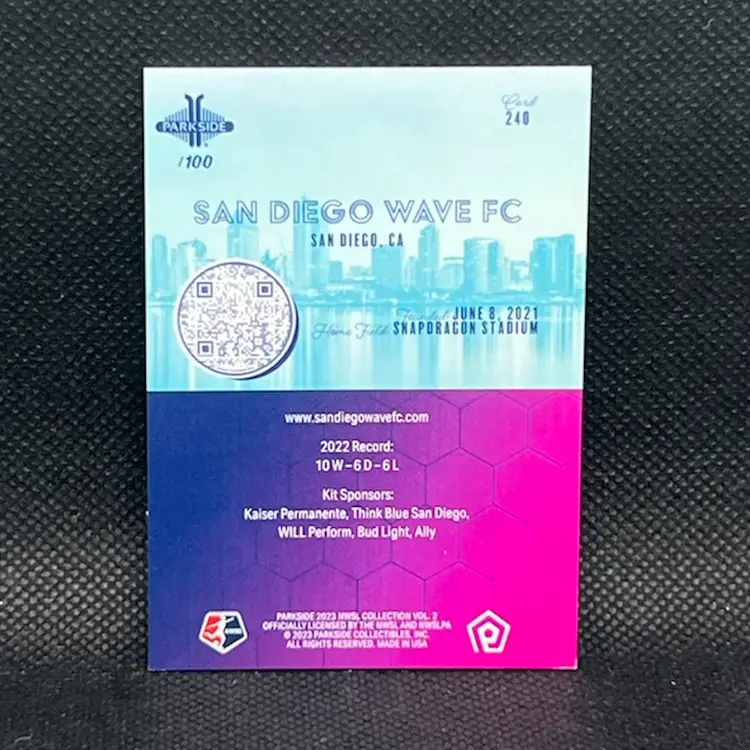 PARKSIDE
/100
Card
240
SAN DIEGO WAVE FC
SAN DIEGO, CA
Founded JUNE 8, 2021
Home Field SNAPDRAGON STADIUM
www.sandiegowavefc.com
2022 Record:
10 W – 6 D – 6 L
Kit Sponsors:
Kaiser Permanente, Think Blue San Diego,
WILL Perform, Bud Light, Ally
PARKSIDE 2023 NWSL COLLECTION VOL. 2
OFFICIALLY LICENSED BY THE NWSL AND NWSLPA
© 2023 PARKSIDE COLLECTIBLES, INC.
ALL RIGHTS RESERVED. MADE IN USA